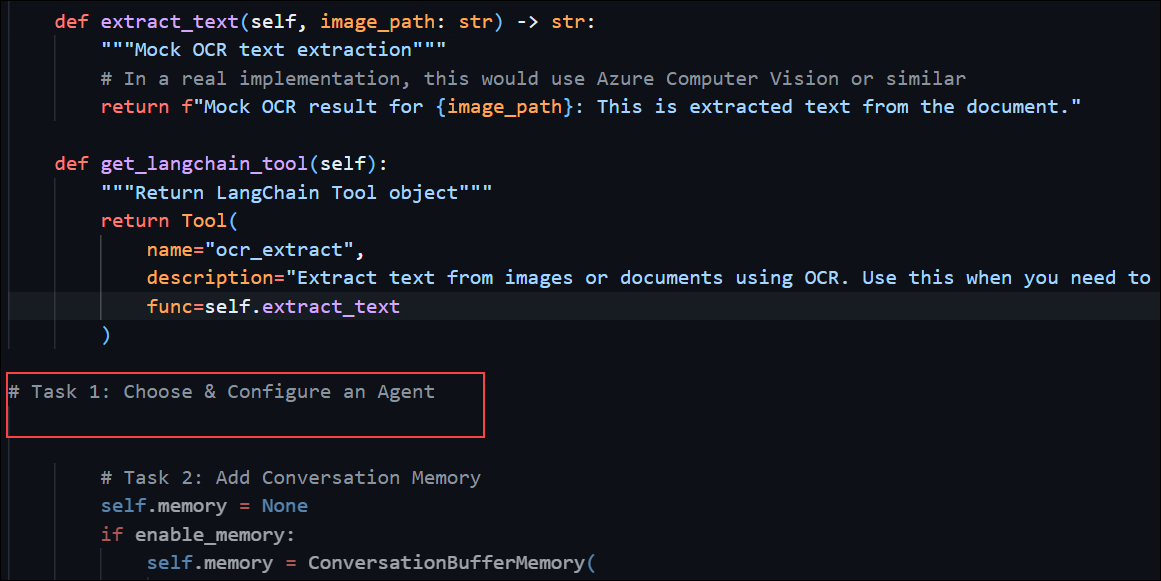 def extract_text(self, image_path: str) -> str:
"""Mock OCR text extraction"""
# In a real implementation, this would use Azure Computer Vision or similar
return f"Mock OCR result for {image_path}: This is extracted text from the document."
def get_langchain_tool(self):
"""Return LangChain Tool object"""
return Tool(
name="ocr_extract",
description="Extract text from images or documents using OCR. Use this when you need to
func=self.extract_text
)
# Task 1: Choose & Configure an Agent
# Task 2: Add Conversation Memory
self.memory = None
if enable_memory:
self.memory = ConversationBufferMemory(